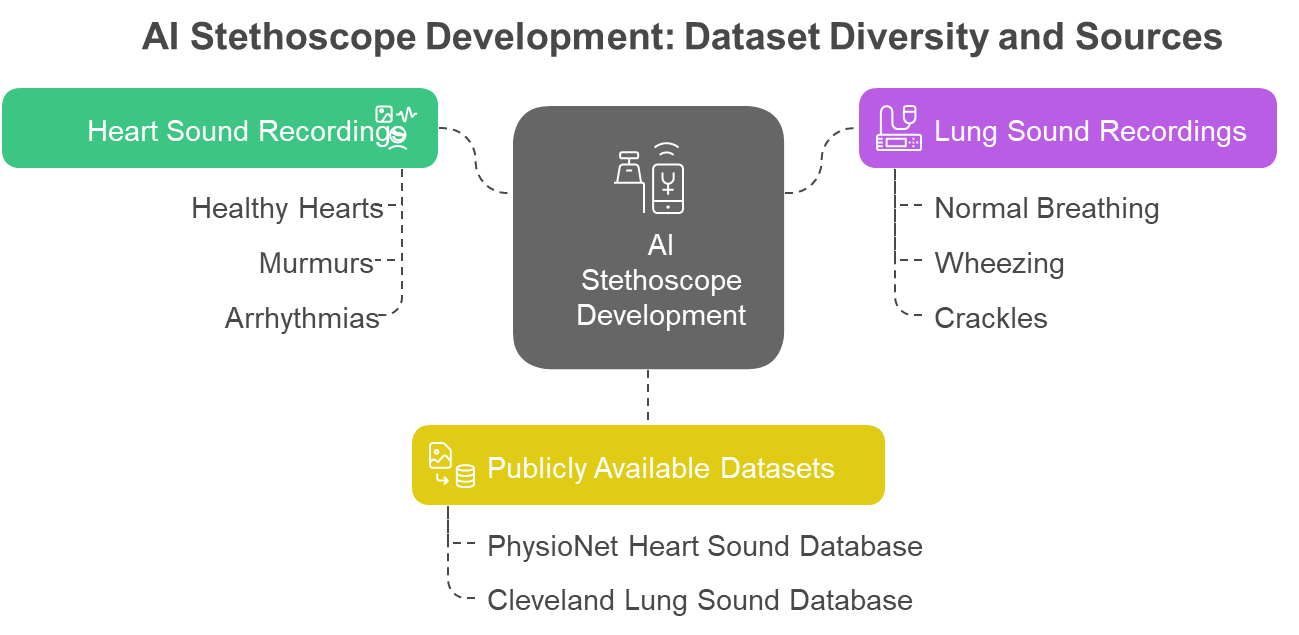 AI Stethoscope Development: Dataset Diversity and Sources
Heart Sound Recordings
Healthy Hearts
Murmurs
Arrhythmias
AI
Stethoscope
Development
Lung Sound Recordings
Normal Breathing
Wheezing
Crackles
Publicly Available Datasets
PhysioNet Heart Sound Database
Cleveland Lung Sound Database